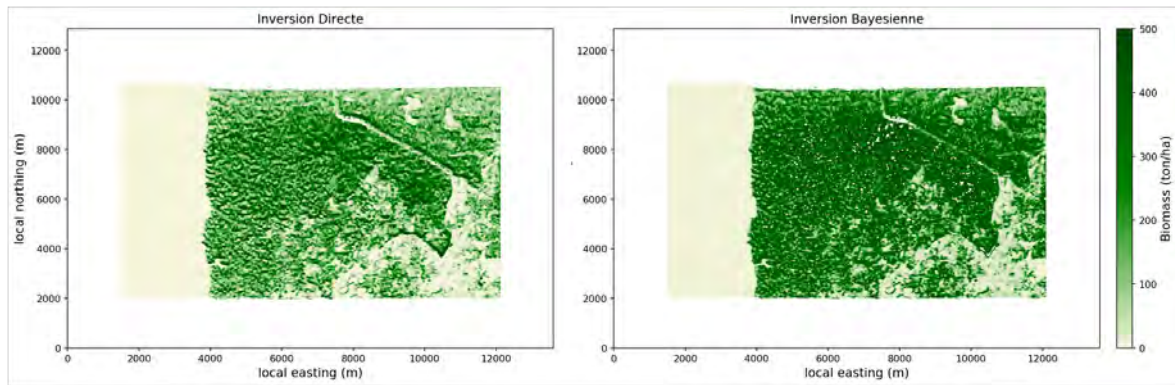 Inversion Directe
12000
10000
8000
6000
4000
2000
0
local northing (m)
0 2000 4000 6000 8000 10000 12000
local easting (m)
Inversion Bayesienne
12000
10000
8000
6000
4000
2000
0
0 2000 4000 6000 8000 10000 12000
local easting (m)
500
400
300
200
100
0
Biomass (ton/ha)